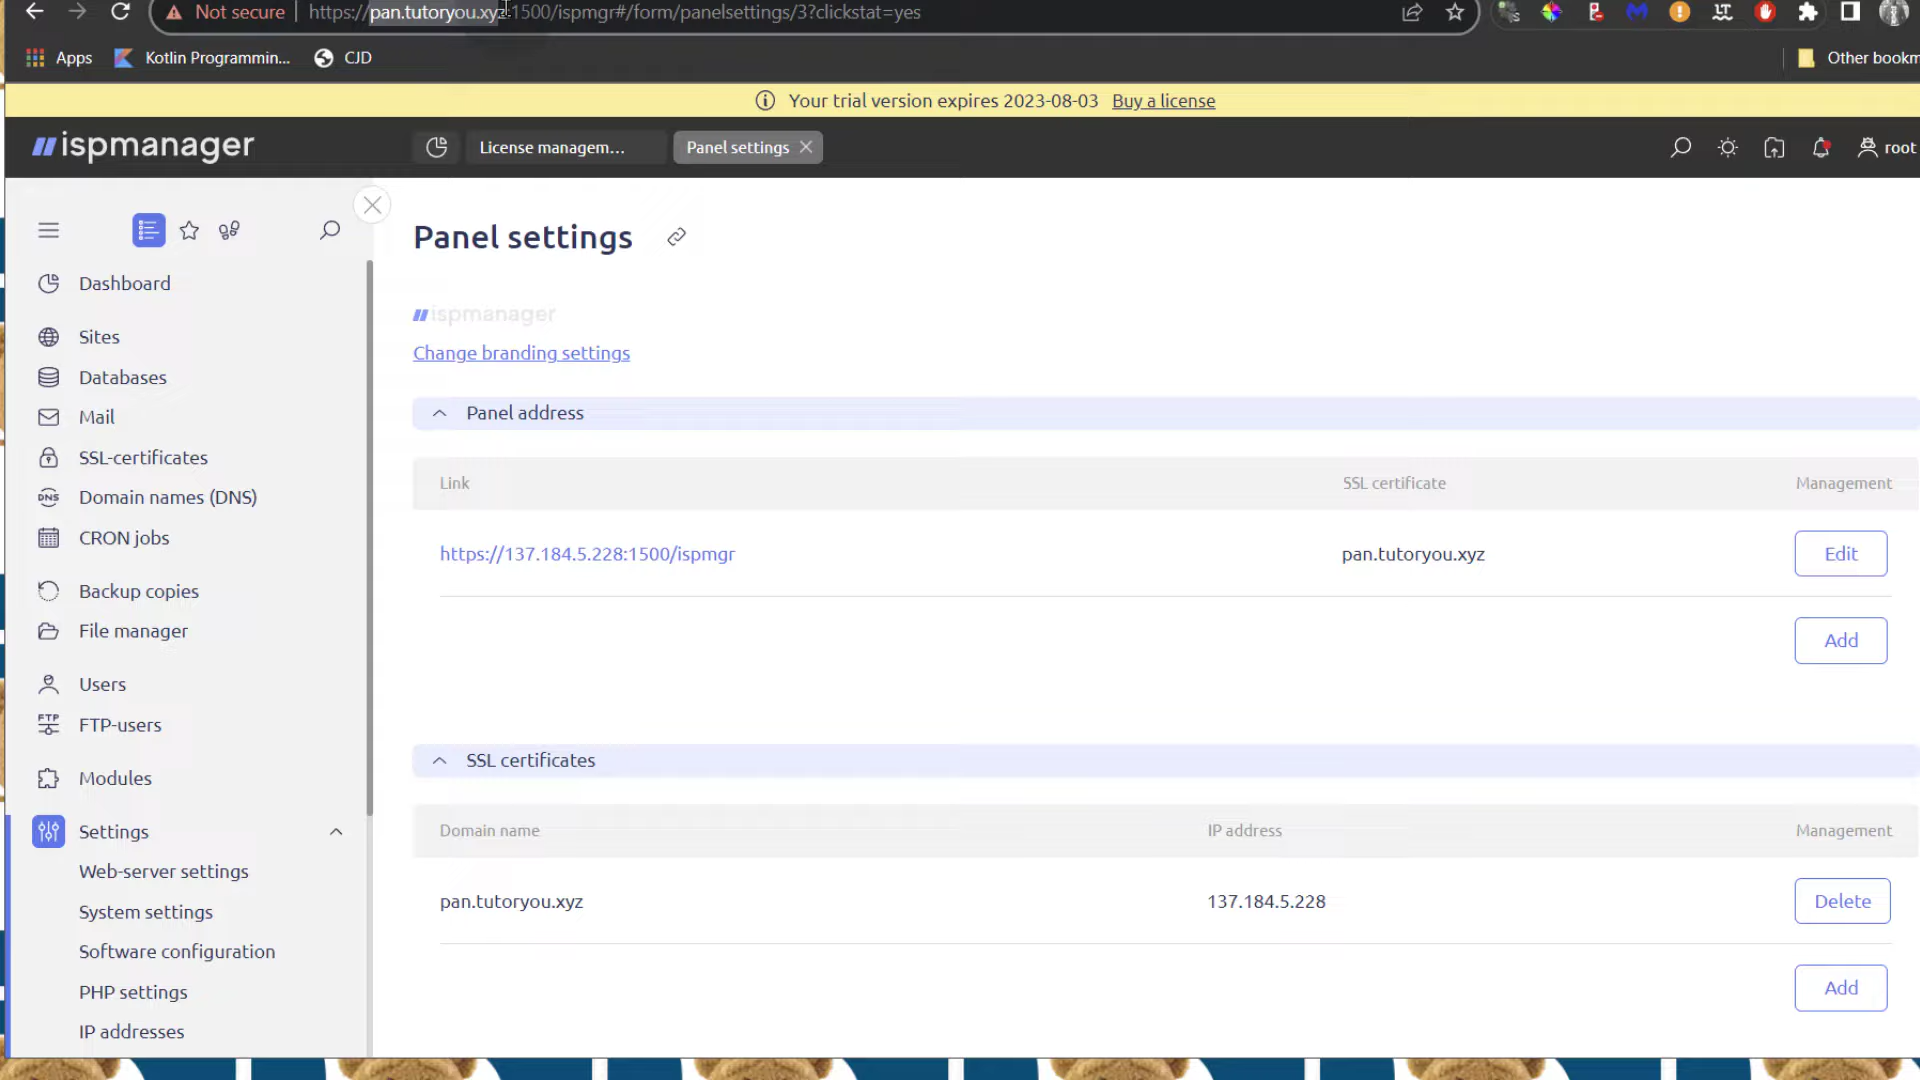 Not secure | https://pan.tutoryou.xyz:1500/ispmgr#/form/panelsettings/3?clickstat=yes
Apps Kotlin Programmin... CJD Other bookm
Your trial version expires 2023-08-03 Buy a license
ispmanager License managem... Panel settings root
Panel settings
ispmanager
Change branding settings
Dashboard
Sites
Databases
Mail
SSL-certificates
DNS Domain names (DNS)
CRON jobs
Backup copies
File manager
Users
FTP FTP-users
Modules
Settings
Web-server settings
System settings
Software configuration
PHP settings
IP addresses
Panel address
Link SSL certificate Management
https://137.184.5.228:1500/ispmgr pan.tutoryou.xyz Edit
Add
SSL certificates
Domain name IP address Management
pan.tutoryou.xyz 137.184.5.228 Delete
Add